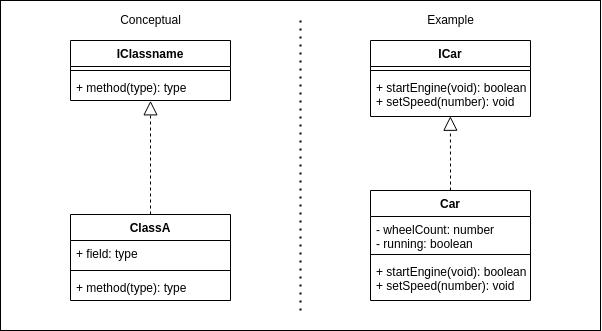 Conceptual
IClassname
+ method(type): type
ClassA
+ field: type
+ method(type): type
Example
ICar
+ startEngine(void): boolean
+ setSpeed(number): void
Car
- wheelCount: number
- running: boolean
+ startEngine(void): boolean
+ setSpeed(number): void